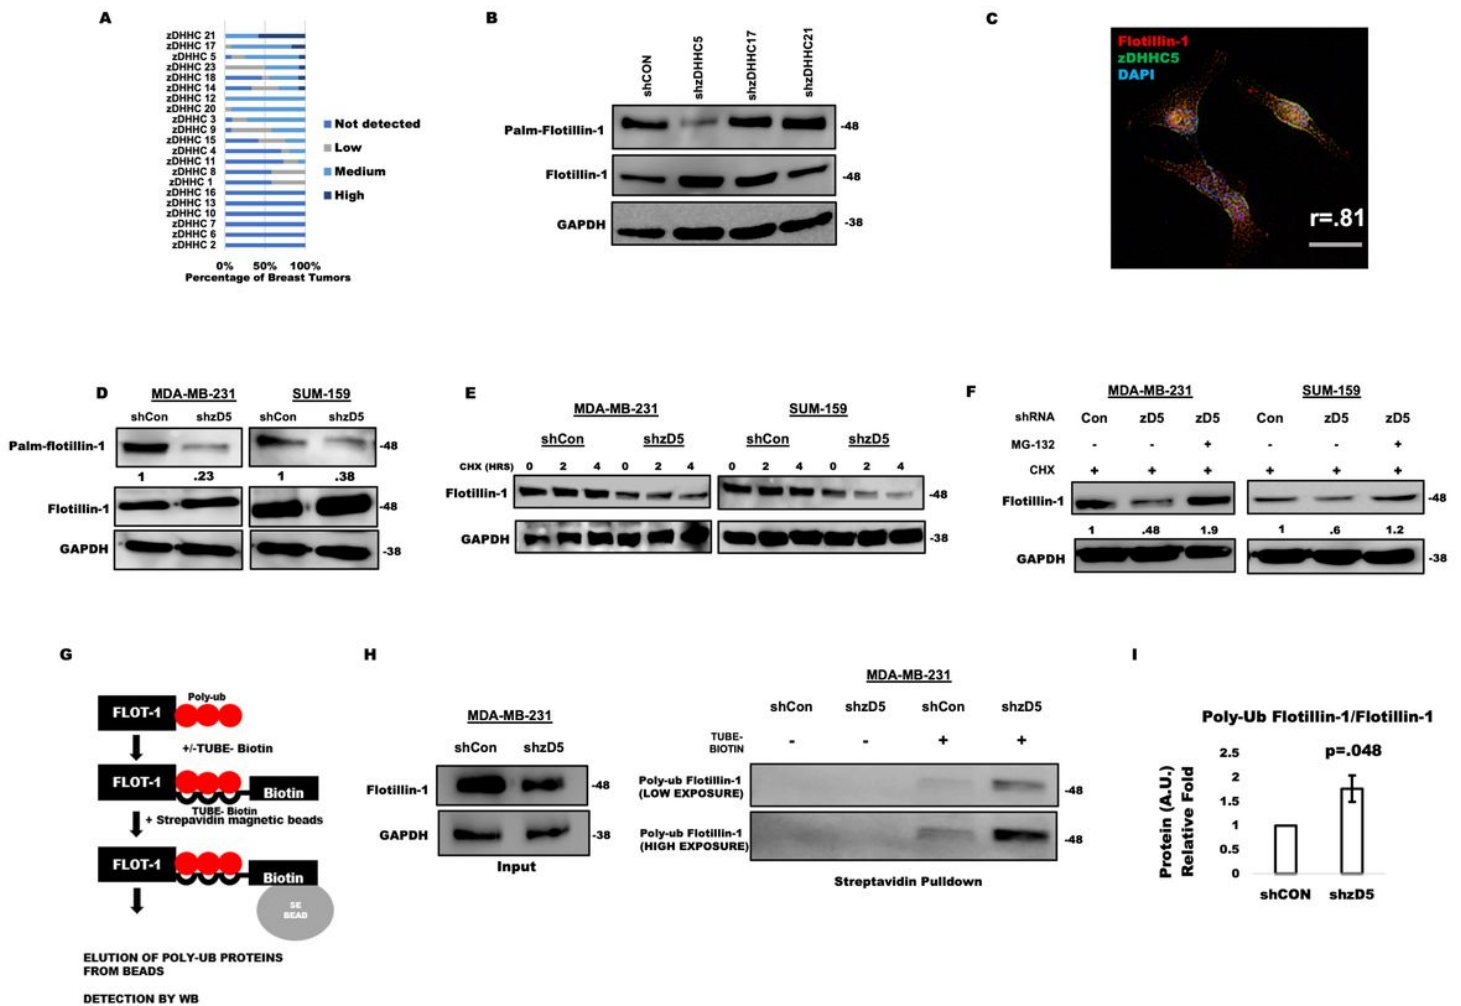 A
zDHHC 21
zDHHC 17
zDHHC 5
zDHHC 23
zDHHC 18
zDHHC 14
zDHHC 12
zDHHC 20
zDHHC 3
zDHHC 9
zDHHC 15
zDHHC 4
zDHHC 11
zDHHC 8
zDHHC 1
zDHHC 16
zDHHC 13
zDHHC 10
zDHHC 7
zDHHC 6
zDHHC 2
0% 50% 100%
Percentage of Breast Tumors
Not detected
Low
Medium
High
B
shCON shzDHHC5 shzDHHC17 shzDHHC21
Palm-Flotillin-1 -48
Flotillin-1 -48
GAPDH -38
C
Flotillin-1
zDHHC5
DAPI
r=.81
D
MDA-MB-231 SUM-159
shCon shzD5 shCon shzD5
Palm-flotillin-1 -48
1 .23 1 .38
Flotillin-1 -48
GAPDH -38
E
MDA-MB-231 SUM-159
shCon shzD5 shCon shzD5
CHX (HRS) 0 2 4 0 2 4 0 2 4 0 2 4
Flotillin-1 -48
GAPDH -38
F
MDA-MB-231 SUM-159
shRNA Con zD5 zD5 Con zD5 zD5
MG-132 - - + - - +
CHX + + + + + +
Flotillin-1 -48
1 .48 1.9 1 .6 1.2
GAPDH -38
G
Poly-ub
FLOT-1
+/-TUBE- Biotin
FLOT-1 Biotin
TUBE- Biotin
+ Strepavidin magnetic beads
FLOT-1 Biotin
SE
BEAD
ELUTION OF POLY-UB PROTEINS
FROM BEADS
DETECTION BY WB
H
MDA-MB-231
shCon shzD5
Flotillin-1 -48
GAPDH -38
Input
MDA-MB-231
shCon shzD5 shCon shzD5
TUBE-
BIOTIN - - + +
Poly-ub Flotillin-1
(LOW EXPOSURE) -48
Poly-ub Flotillin-1
(HIGH EXPOSURE) -48
Streptavidin Pulldown
I
Poly-Ub Flotillin-1/Flotillin-1
Protein (A.U.)
Relative Fold
2.5
2
1.5
1
0.5
0
p=.048
shCON shzD5